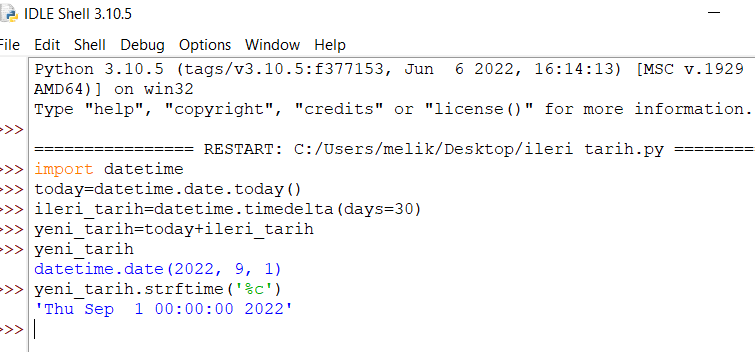 IDLE Shell 3.10.5
File Edit Shell Debug Options Window Help
Python 3.10.5 (tags/v3.10.5:f377153, Jun  6 2022, 16:14:13) [MSC v.1929
AMD64)] on win32
Type "help", "copyright", "credits" or "license()" for more information.
>>>
================ RESTART: C:/Users/melik/Desktop/ileri tarih.py ========
>>> import datetime
>>> today=datetime.date.today()
>>> ileri_tarih=datetime.timedelta(days=30)
>>> yeni_tarih=today+ileri_tarih
>>> yeni_tarih
datetime.date(2022, 9, 1)
>>> yeni_tarih.strftime('%c')
'Thu Sep  1 00:00:00 2022'
>>>